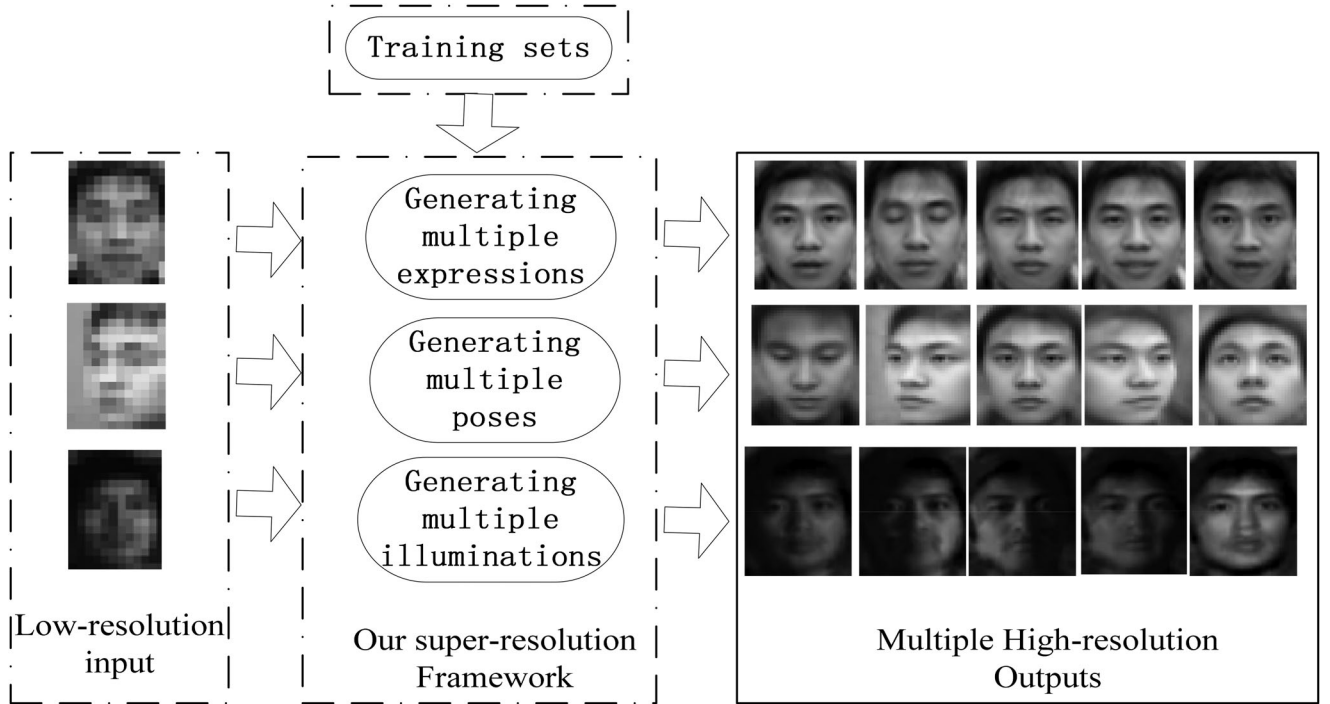 Training sets
Generating
multiple
expressions
Generating
multiple
poses
Generating
multiple
illuminations
Low-resolution
input
Our super-resolution
Framework
Multiple High-resolution
Outputs